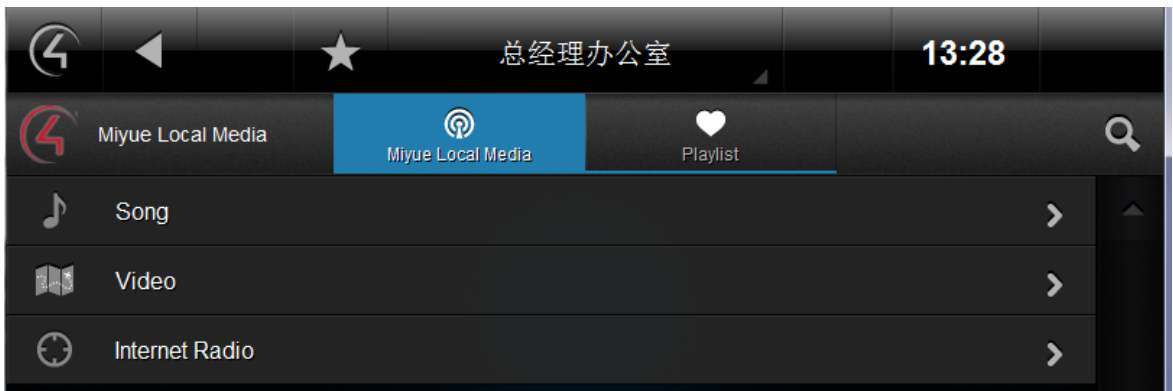 总经理办公室
13:28
Miyue Local Media
Miyue Local Media
Playlist
Song
Video
Internet Radio